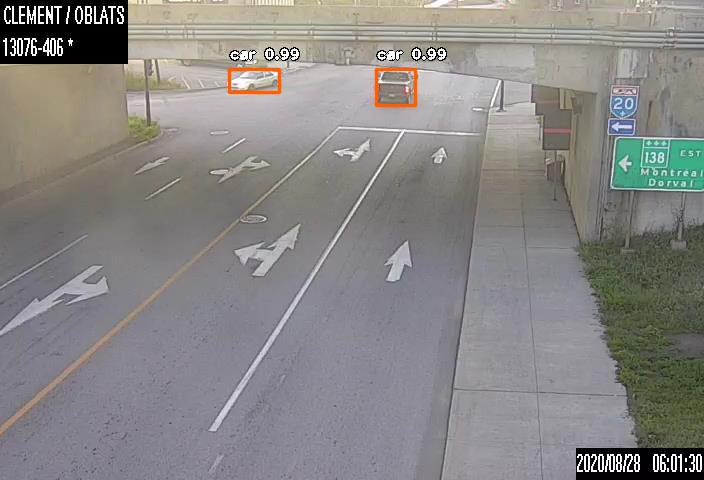 CLEMENT / OBLATS
13076-406 *
car 0.99
car 0.99
20
138 EST
Montréal
Dorval
2020/08/28 06:01:30